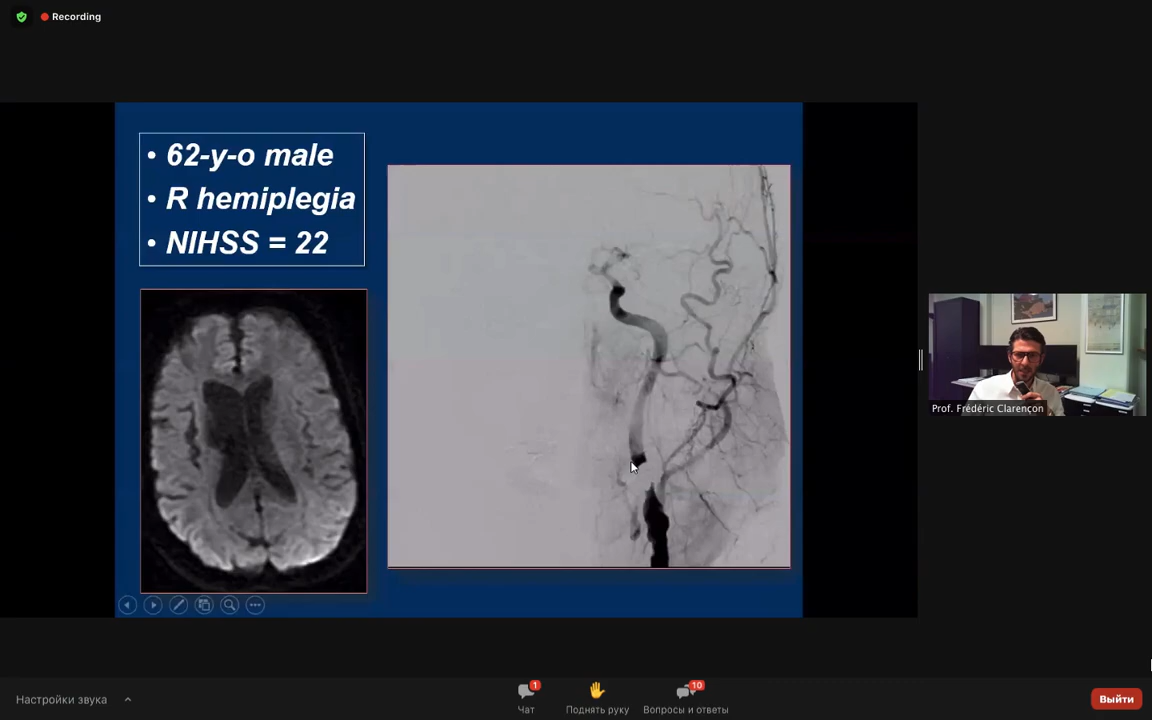 Recording
• 62-y-o male
• R hemiplegia
• NIHSS = 22
Prof. Frédéric Clarençon
Настройки звука
1
Чат
Поднять руку
10
Вопросы и ответы
Выйти